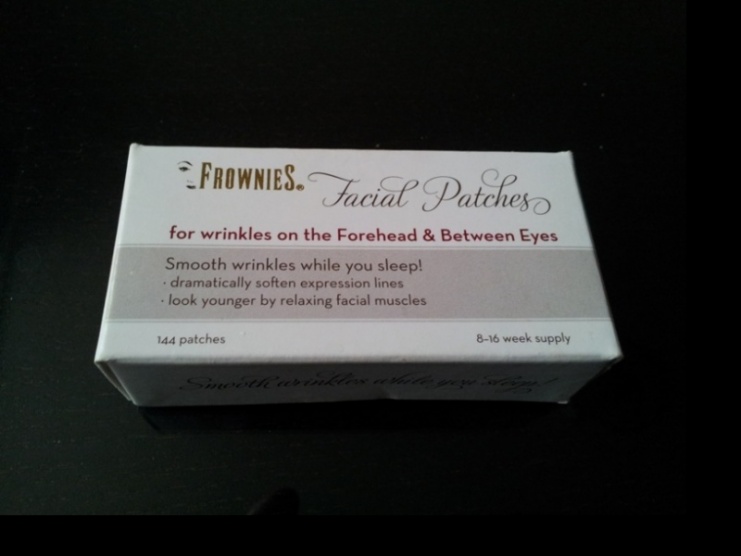 FROWNIES® Facial Patches
for wrinkles on the Forehead & Between Eyes
Smooth wrinkles while you sleep!
· dramatically soften expression lines
· look younger by relaxing facial muscles
144 patches 8–16 week supply
Smooth wrinkles while you sleep!